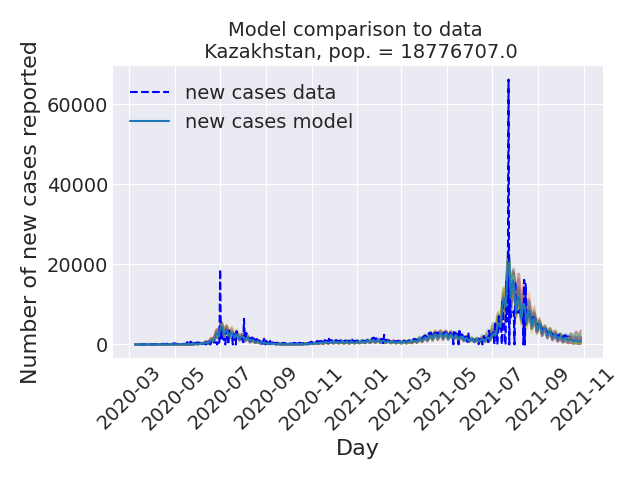 Model comparison to data
Kazakhstan, pop. = 18776707.0
Number of new cases reported
new cases data
new cases model
60000
40000
20000
0
2020-03
2020-05
2020-07
2020-09
2020-11
2021-01
2021-03
2021-05
2021-07
2021-09
2021-11
Day